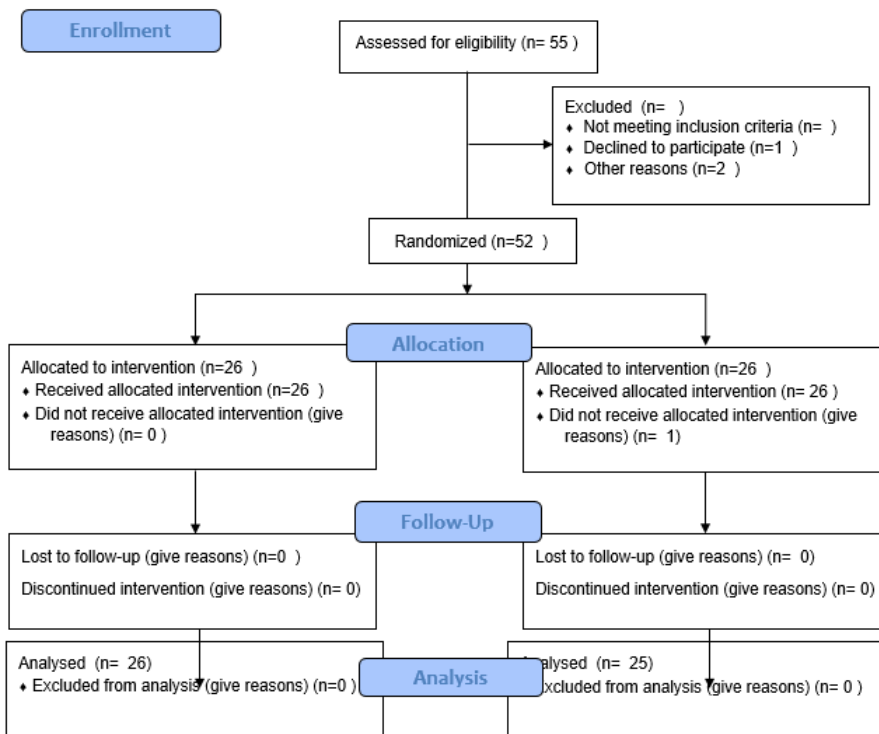 Enrollment
Assessed for eligibility (n= 55 )
Excluded (n= )
♦ Not meeting inclusion criteria (n= )
♦ Declined to participate (n=1 )
♦ Other reasons (n=2 )
Randomized (n=52 )
Allocation
Allocated to intervention (n=26 )
♦ Received allocated intervention (n=26 )
♦ Did not receive allocated intervention (give
reasons) (n= 0 )
Allocated to intervention (n=26 )
♦ Received allocated intervention (n= 26 )
♦ Did not receive allocated intervention (give
reasons) (n= 1)
Follow-Up
Lost to follow-up (give reasons) (n=0 )
Discontinued intervention (give reasons) (n= 0)
Lost to follow-up (give reasons) (n= 0)
Discontinued intervention (give reasons) (n= 0)
Analysis
Analysed (n= 26)
♦ Excluded from analysis (give reasons) (n=0 )
alysed (n= 25)
Excluded from analysis (give reasons) (n= 0 )